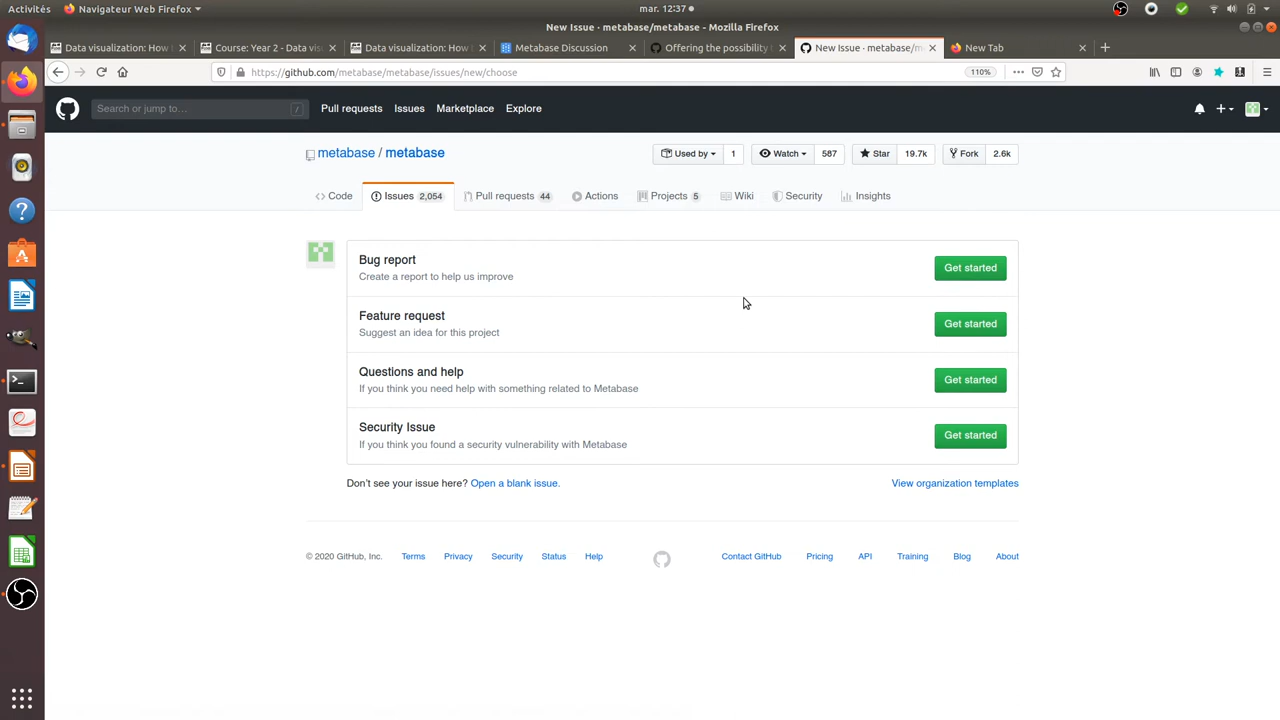 Activités Navigateur Web Firefox mar. 12:37
New Issue · metabase/metabase - Mozilla Firefox
Data visualization: How t Course: Year 2 - Data vis Data visualization: How t Metabase Discussion Offering the possibility t New Issue · metabase/m New Tab
https://github.com/metabase/metabase/issues/new/choose 110%
Search or jump to… / Pull requests Issues Marketplace Explore
metabase / metabase Used by 1 Watch 587 Star 19.7k Fork 2.6k
Code Issues 2,054 Pull requests 44 Actions Projects 5 Wiki Security Insights
Bug report
Create a report to help us improve
Get started
Feature request
Suggest an idea for this project
Get started
Questions and help
If you think you need help with something related to Metabase
Get started
Security Issue
If you think you found a security vulnerability with Metabase
Get started
Don't see your issue here? Open a blank issue. View organization templates
© 2020 GitHub, Inc. Terms Privacy Security Status Help Contact GitHub Pricing API Training Blog About